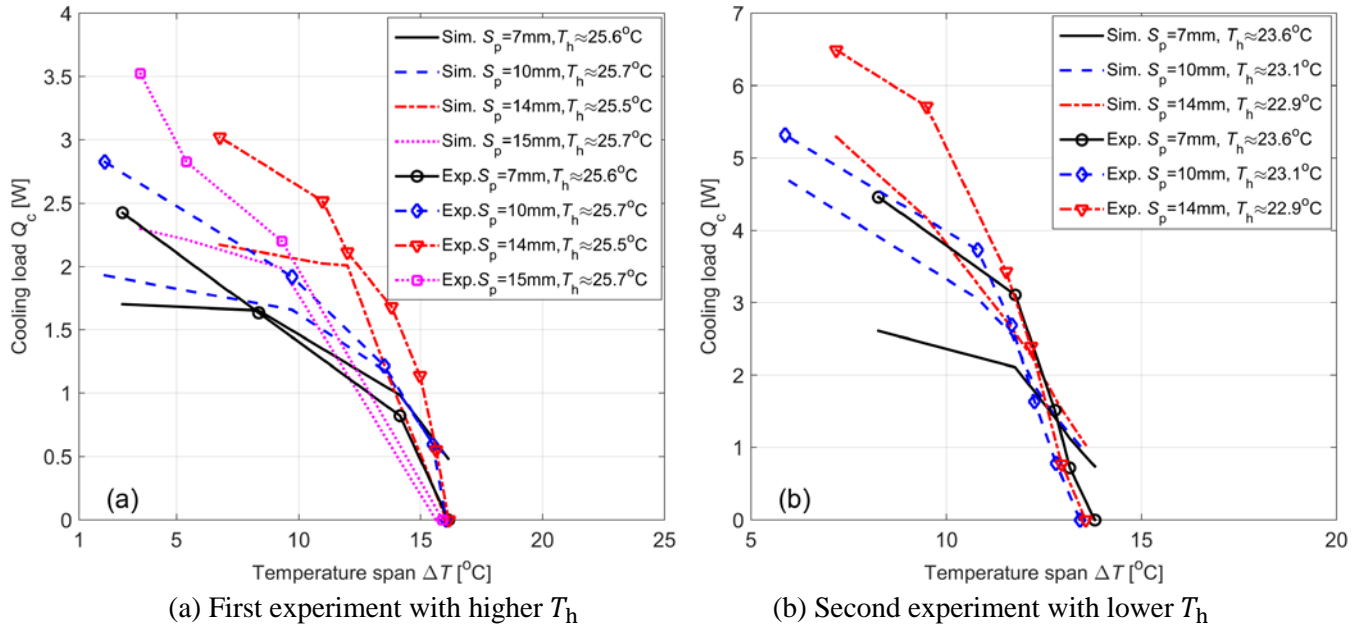 4
3.5
3
2.5
2
1.5
1
0.5
0
Cooling load Q_c [W]
1 5 10 15 20 25
Temperature span ΔT [°C]
Sim. S_p=7mm,T_h≈25.6°C
Sim. S_p=10mm,T_h≈25.7°C
Sim. S_p=14mm,T_h≈25.5°C
Sim. S_p=15mm,T_h≈25.7°C
Exp.S_p=7mm,T_h≈25.6°C
Exp.S_p=10mm,T_h≈25.7°C
Exp.S_p=14mm,T_h≈25.5°C
Exp.S_p=15mm,T_h≈25.7°C
(a)
(a) First experiment with higher T_h
7
6
5
4
3
2
1
0
Cooling load Q_c [W]
5 10 15 20
Temperature span ΔT [°C]
Sim. S_p=7mm, T_h≈23.6°C
Sim. S_p=10mm, T_h≈23.1°C
Sim. S_p=14mm, T_h≈22.9°C
Exp. S_p=7mm, T_h≈23.6°C
Exp. S_p=10mm, T_h≈23.1°C
Exp. S_p=14mm, T_h≈22.9°C
(b)
(b) Second experiment with lower T_h